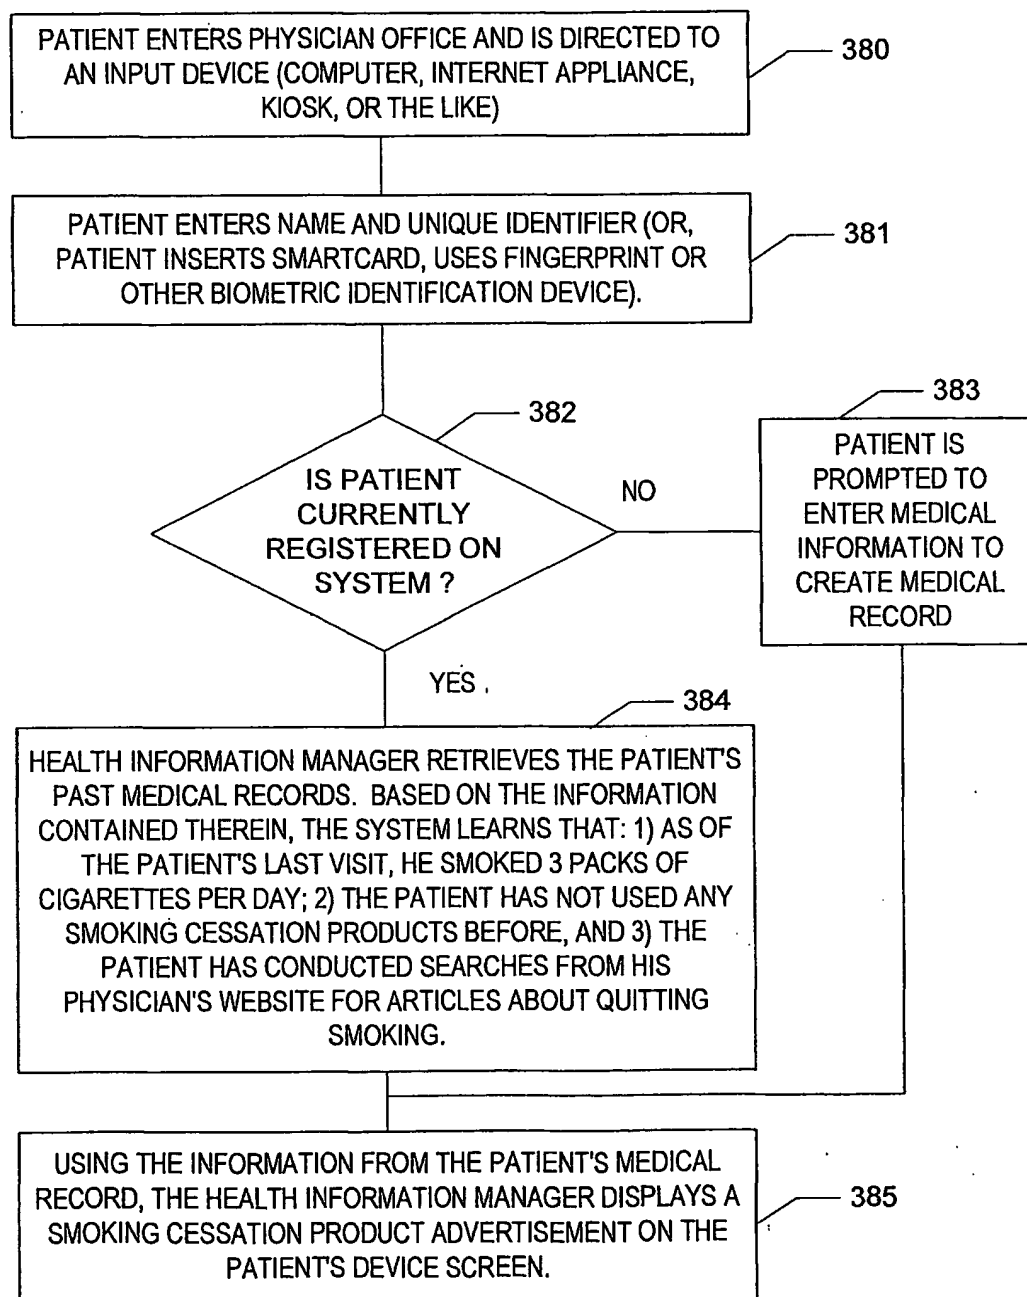 PATIENT ENTERS PHYSICIAN OFFICE AND IS DIRECTED TO
AN INPUT DEVICE (COMPUTER, INTERNET APPLIANCE,
KIOSK, OR THE LIKE)
380
PATIENT ENTERS NAME AND UNIQUE IDENTIFIER (OR,
PATIENT INSERTS SMARTCARD, USES FINGERPRINT OR
OTHER BIOMETRIC IDENTIFICATION DEVICE).
381
382
IS PATIENT
CURRENTLY
REGISTERED ON
SYSTEM ?
NO
383
PATIENT IS
PROMPTED TO
ENTER MEDICAL
INFORMATION TO
CREATE MEDICAL
RECORD
YES
384
HEALTH INFORMATION MANAGER RETRIEVES THE PATIENT'S
PAST MEDICAL RECORDS. BASED ON THE INFORMATION
CONTAINED THEREIN, THE SYSTEM LEARNS THAT: 1) AS OF
THE PATIENT'S LAST VISIT, HE SMOKED 3 PACKS OF
CIGARETTES PER DAY; 2) THE PATIENT HAS NOT USED ANY
SMOKING CESSATION PRODUCTS BEFORE, AND 3) THE
PATIENT HAS CONDUCTED SEARCHES FROM HIS
PHYSICIAN'S WEBSITE FOR ARTICLES ABOUT QUITTING
SMOKING.
USING THE INFORMATION FROM THE PATIENT'S MEDICAL
RECORD, THE HEALTH INFORMATION MANAGER DISPLAYS A
SMOKING CESSATION PRODUCT ADVERTISEMENT ON THE
PATIENT'S DEVICE SCREEN.
385